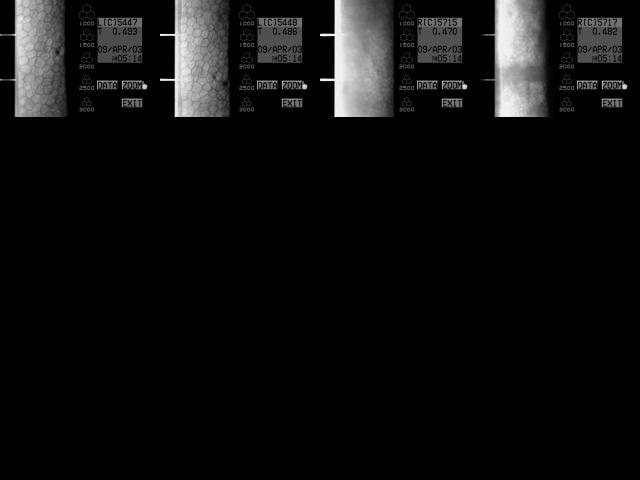 1000
L(C)5447
T 0.493
1500
09/APR/03
PM05:14
2000
2500
DATA ZOOM
3000
EXIT
1000
L(C)5448
T 0.486
1500
09/APR/03
PM05:14
2000
2500
DATA ZOOM
3000
EXIT
1000
R(C)5715
T 0.470
1500
09/APR/03
PM05:14
2000
2500
DATA ZOOM
3000
EXIT
1000
R(C)5717
T 0.482
1500
09/APR/03
PM05:14
2000
2500
DATA ZOOM
3000
EXIT